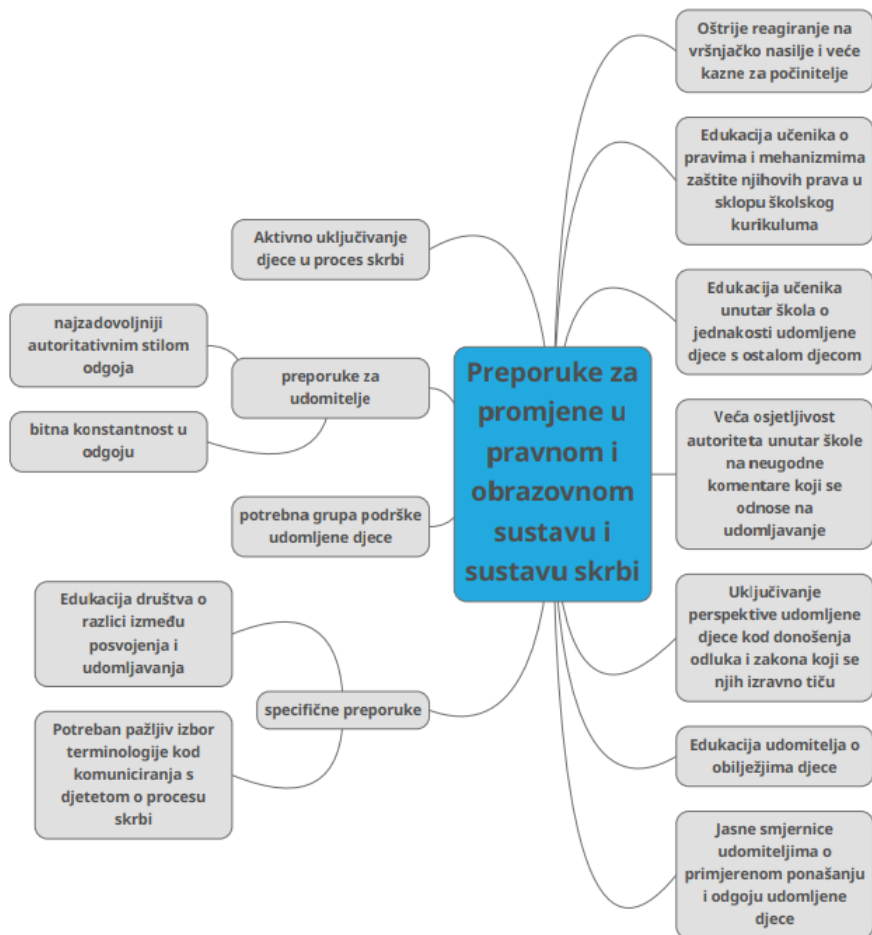 Preporuke za
promjene u
pravnom i
obrazovnom
sustavu i
sustavu skrbi
Aktivno uključivanje
djece u proces skrbi
preporuke za
udomitelje
najzadovoljniji
autoritativnim stilom
odgoja
bitna konstantnost u
odgoju
potrebna grupa podrške
udomljene djece
specifične preporuke
Edukacija društva o
razlici između
posvojenja i
udomljavanja
Potreban pažljiv izbor
terminologije kod
komuniciranja s
djetetom o procesu
skrbi
Oštrije reagiranje na
vršnjačko nasilje i veće
kazne za počinitelje
Edukacija učenika o
pravima i mehanizmima
zaštite njihovih prava u
sklopu školskog
kurikuluma
Edukacija učenika
unutar škola o
jednakosti udomljene
djece s ostalom djecom
Veća osjetljivost
autoriteta unutar škole
na neugodne
komentare koji se
odnose na
udomljavanje
Uključivanje
perspektive udomljene
djece kod donošenja
odluka i zakona koji se
njih izravno tiču
Edukacija udomitelja o
obilježjima djece
Jasne smjernice
udomiteljima o
primjerenom ponašanju
i odgoju udomljene
djece